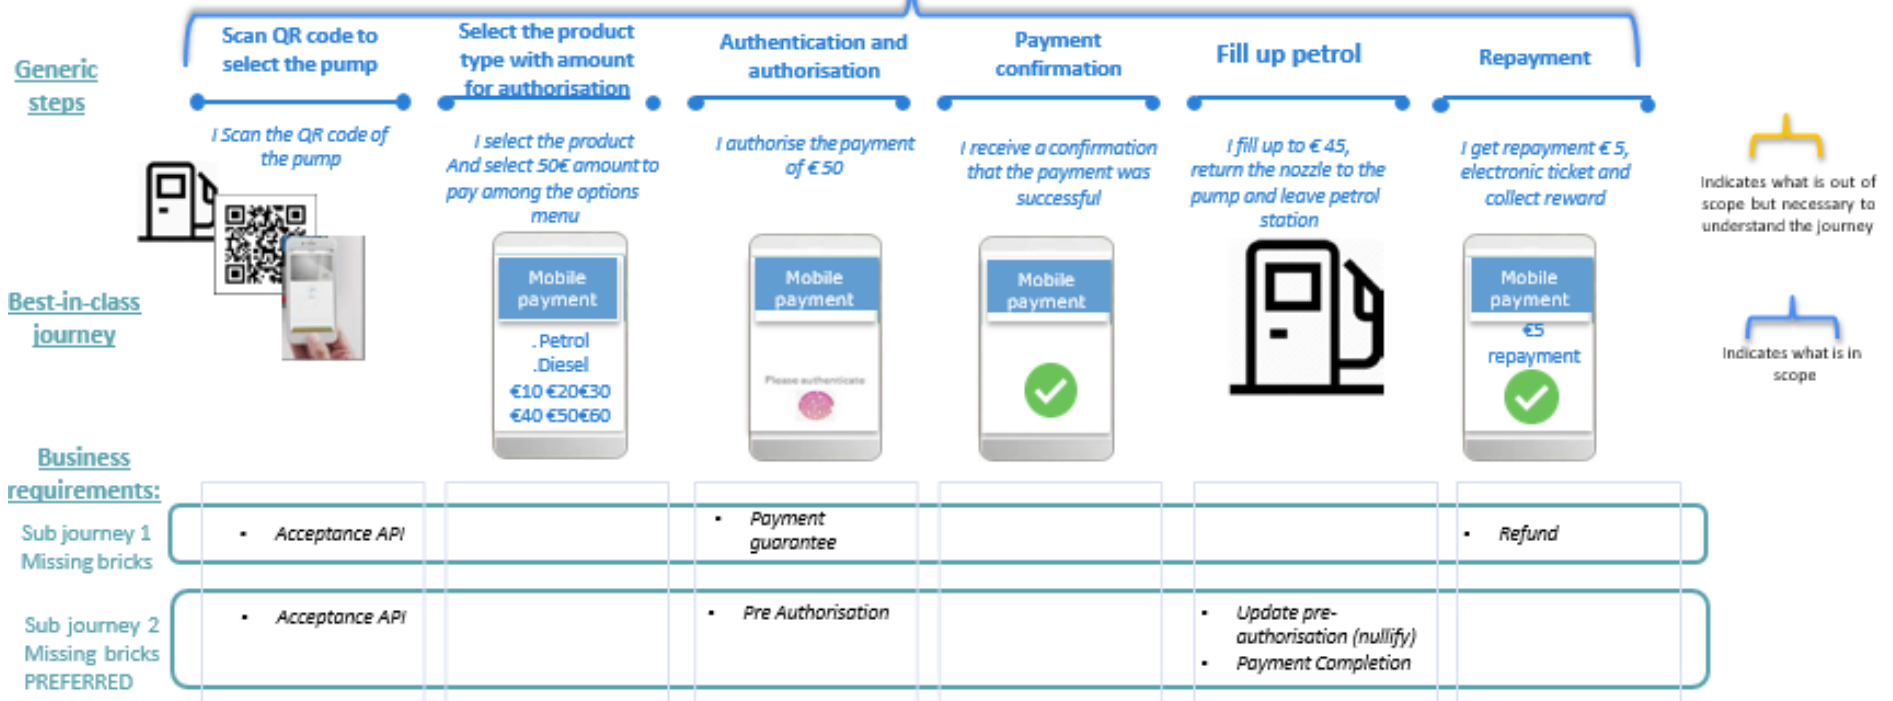 Generic
steps
Scan QR code to
select the pump
Select the product
type with amount
for authorisation
Authentication and
authorisation
Payment
confirmation
Fill up petrol
Repayment
I Scan the QR code of
the pump
I select the product
And select 50€ amount to
pay among the options
menu
I authorise the payment
of € 50
I receive a confirmation
that the payment was
successful
I fill up to € 45,
return the nozzle to the
pump and leave petrol
station
I get repayment € 5,
electronic ticket and
collect reward
Indicates what is out of
scope but necessary to
understand the journey
Best-in-class
journey
Mobile
payment
. Petrol
.Diesel
€10 €20€30
€40 €50€60
Mobile
payment
Please authenticate
Mobile
payment
Mobile
payment
€5
repayment
Indicates what is in
scope
Business
requirements:
Sub journey 1
Missing bricks
▪ Acceptance API
▪ Payment
guarantee
▪ Refund
Sub journey 2
Missing bricks
PREFERRED
▪ Acceptance API
▪ Pre Authorisation
▪ Update pre-
authorisation (nullify)
▪ Payment Completion